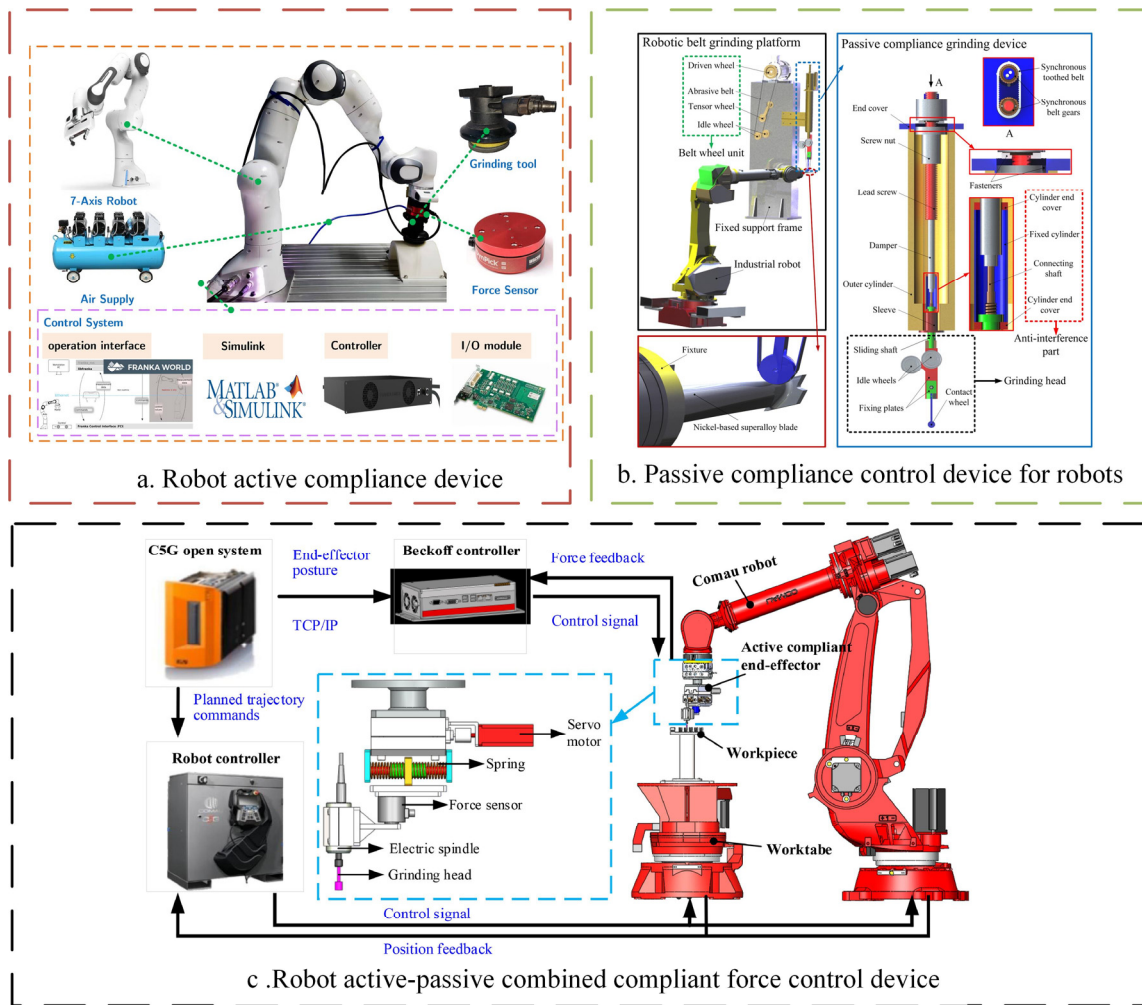 7-Axis Robot
Air Supply
Grinding tool
Force Sensor
Control System
operation interface
Simulink
Controller
I/O module
FRANKA WORLD
Franka Control Interface (FCI)
MATLAB
&SIMULINK®
a. Robot active compliance device
Robotic belt grinding platform
Driven wheel
Abrasive belt
Tensor wheel
Idle wheel
Belt wheel unit
Fixed support frame
Industrial robot
Fixture
Nickel-based superalloy blade
Passive compliance grinding device
A
End cover
Screw nut
Lead screw
Damper
Outer cylinder
Sleeve
Sliding shaft
Idle wheels
Fixing plates
Synchronous
toothed belt
Synchronous
belt gears
A
Fasteners
Cylinder end
cover
Fixed cylinder
Connecting
shaft
Cylinder end
cover
Anti-interference
part
Grinding head
Contact
wheel
b. Passive compliance control device for robots
C5G open system
End-effector
posture
TCP/IP
Beckoff controller
Force feedback
Control signal
Comau robot
COMAU
Active compliant
end-effector
Planned trajectory
commands
Robot controller
Servo
motor
Spring
Force sensor
Electric spindle
Grinding head
Workpiece
Worktabe
Control signal
Position feedback
c .Robot active-passive combined compliant force control device